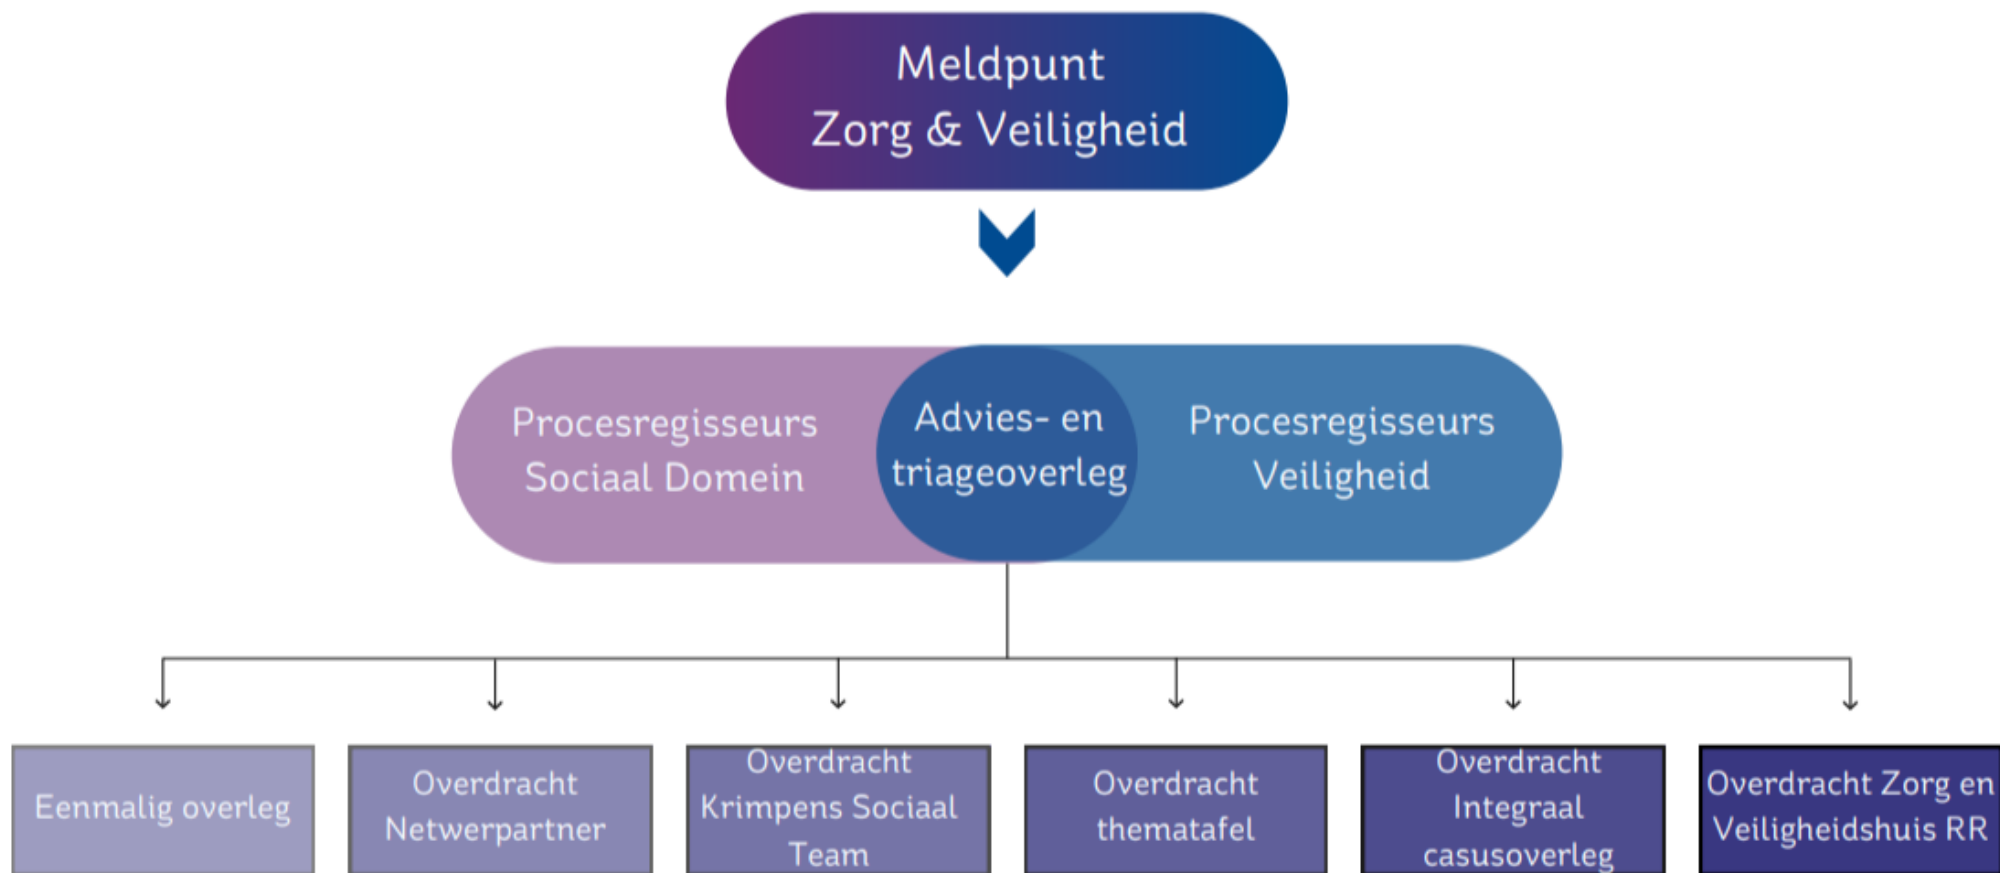 Meldpunt
Zorg & Veiligheid
Procesregisseurs
Sociaal Domein
Advies- en
triageoverleg
Procesregisseurs
Veiligheid
Eenmalig overleg
Overdracht
Netwerpartner
Overdracht
Krimpens Sociaal
Team
Overdracht
thematafel
Overdracht
Integraal
casusoverleg
Overdracht Zorg en
Veiligheidshuis RR